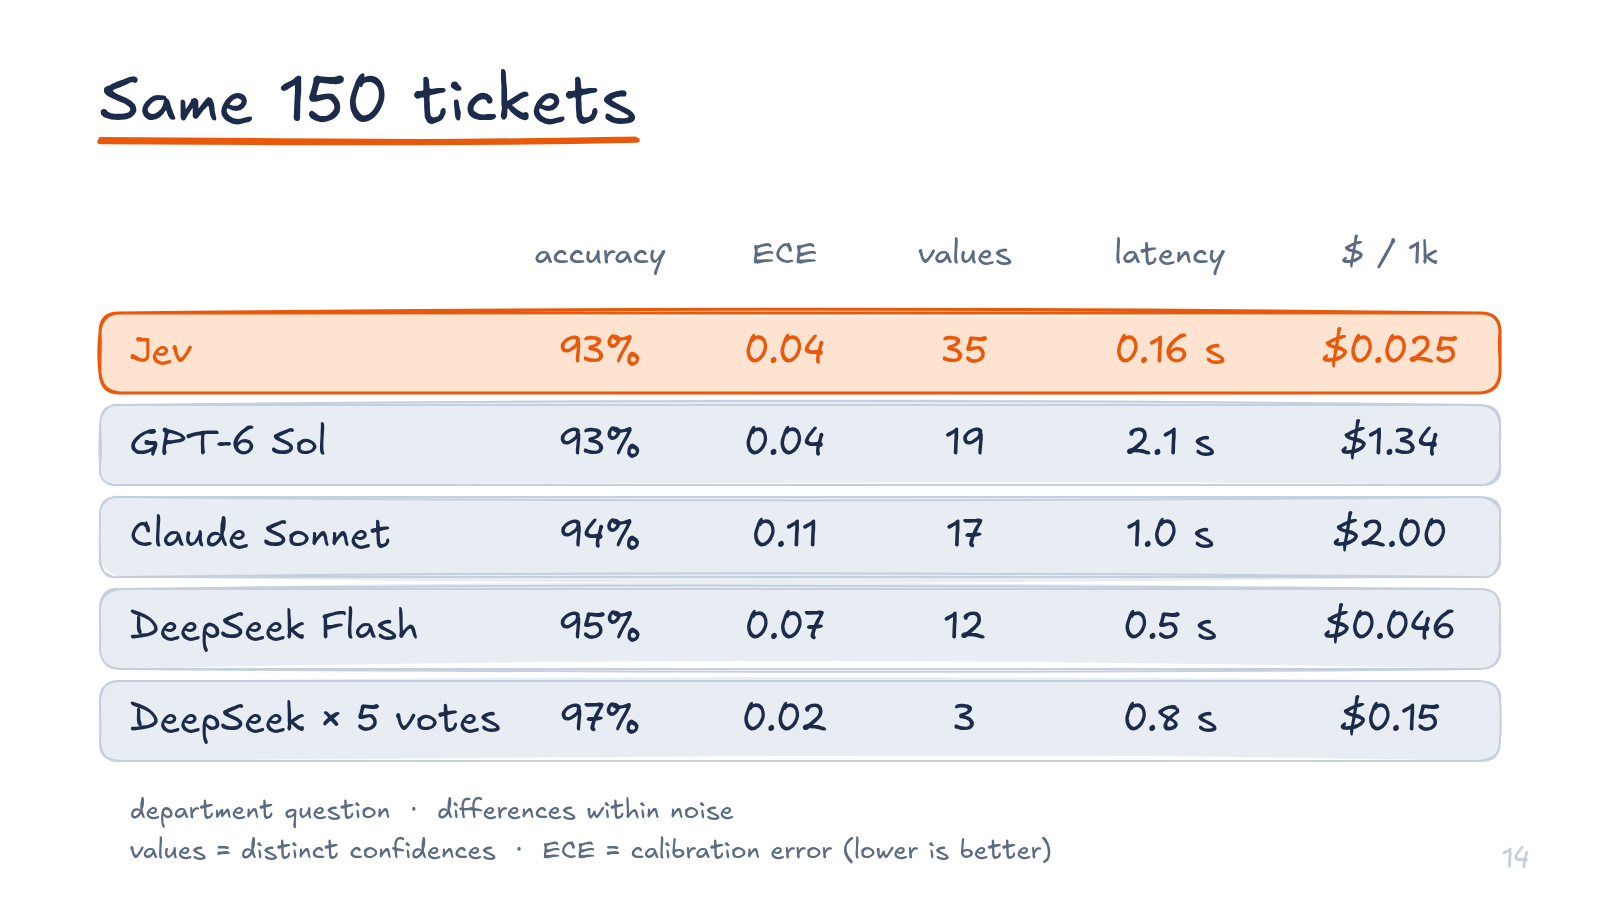 Same 150 tickets
accuracy ECE values latency $ / 1k
Jev 93% 0.04 35 0.16 s $0.025
GPT-6 Sol 93% 0.04 19 2.1 s $1.34
Claude Sonnet 94% 0.11 17 1.0 s $2.00
DeepSeek Flash 95% 0.07 12 0.5 s $0.046
DeepSeek × 5 votes 97% 0.02 3 0.8 s $0.15
department question · differences within noise
values = distinct confidences · ECE = calibration error (lower is better)
14